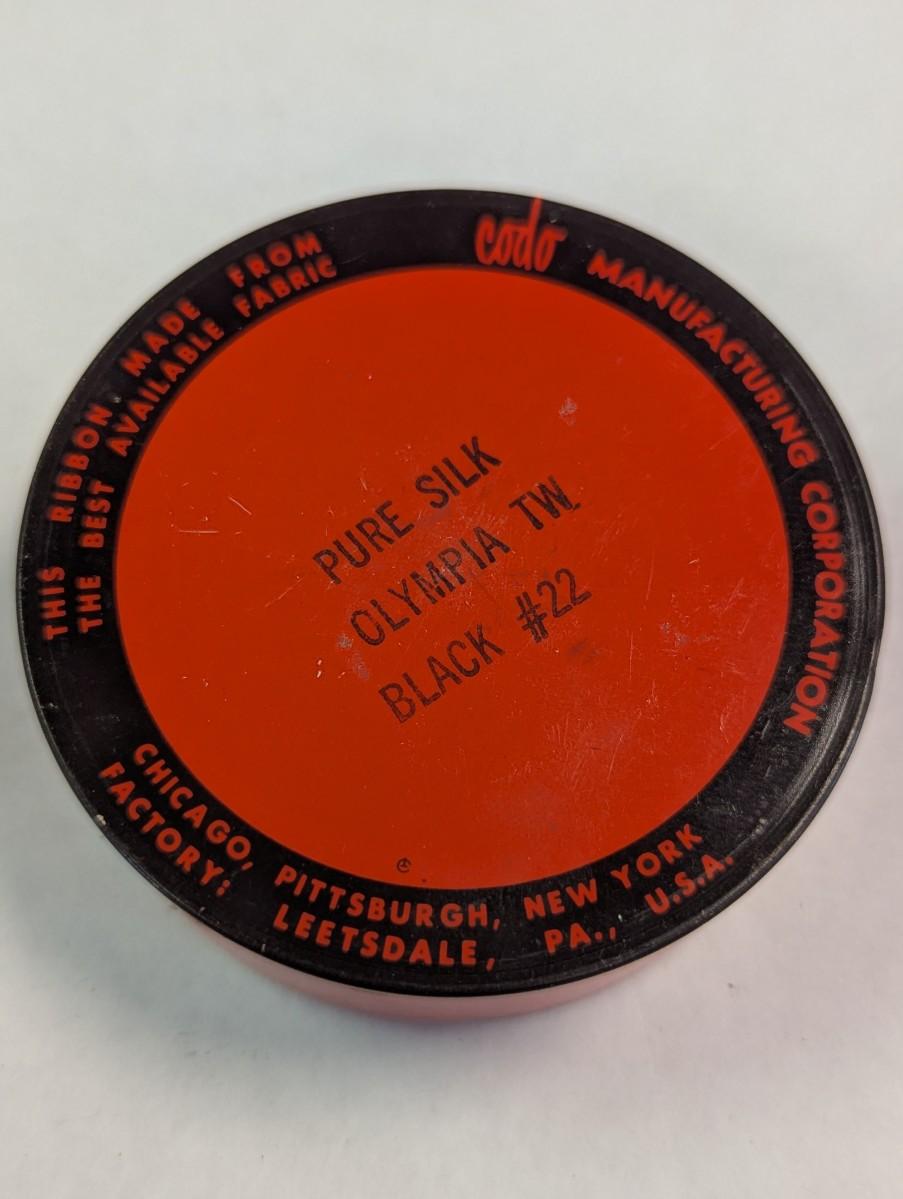 codo MANUFACTURING CORPORATION
THIS RIBBON, MADE FROM
THE BEST AVAILABLE FABRIC
PURE SILK
OLYMPIA TW
BLACK #22
CHICAGO, PITTSBURGH, NEW YORK
FACTORY: LEETSDALE, PA., U.S.A.